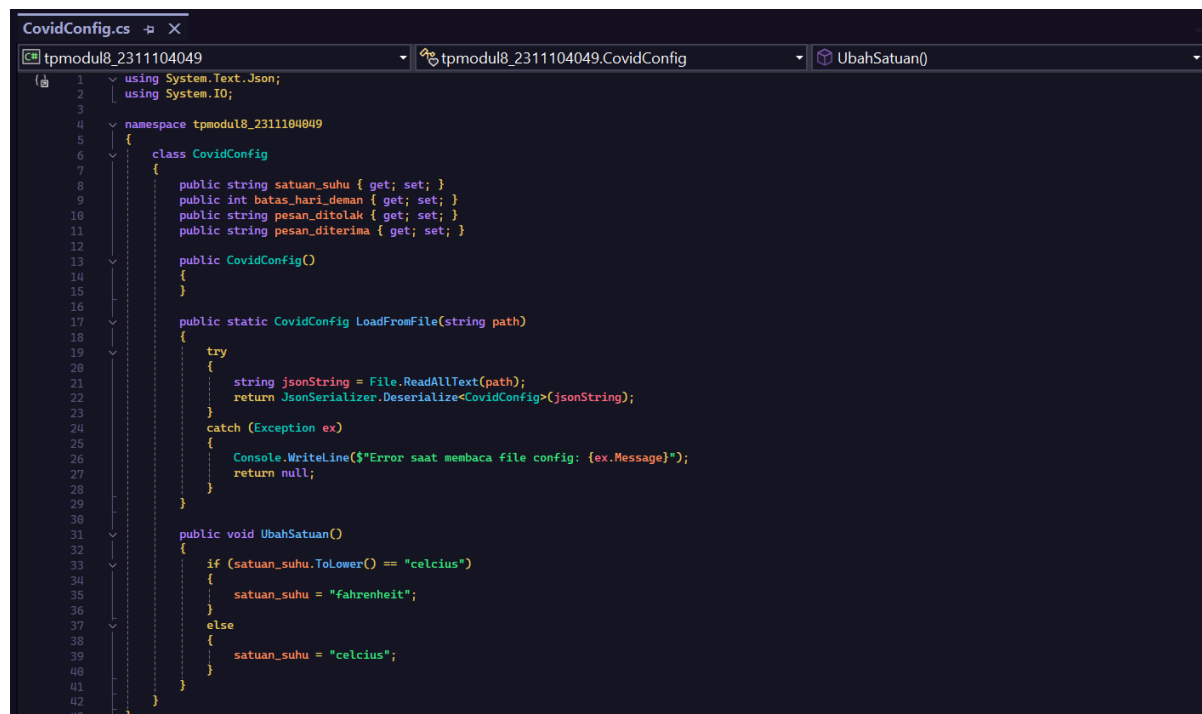 CovidConfig.cs
C# tpmodul8_2311104049 tpmodul8_2311104049.CovidConfig UbahSatuan()
1 using System.Text.Json;
2 using System.IO;
3
4 namespace tpmodul8_2311104049
5 {
6 class CovidConfig
7 {
8 public string satuan_suhu { get; set; }
9 public int batas_hari_deman { get; set; }
10 public string pesan_ditolak { get; set; }
11 public string pesan_diterima { get; set; }
12
13 public CovidConfig()
14 {
15 }
16
17 public static CovidConfig LoadFromFile(string path)
18 {
19 try
20 {
21 string jsonString = File.ReadAllText(path);
22 return JsonSerializer.Deserialize<CovidConfig>(jsonString);
23 }
24 catch (Exception ex)
25 {
26 Console.WriteLine($"Error saat membaca file config: {ex.Message}");
27 return null;
28 }
29 }
30
31 public void UbahSatuan()
32 {
33 if (satuan_suhu.ToLower() == "celcius")
34 {
35 satuan_suhu = "fahrenheit";
36 }
37 else
38 {
39 satuan_suhu = "celcius";
40 }
41 }
42 }